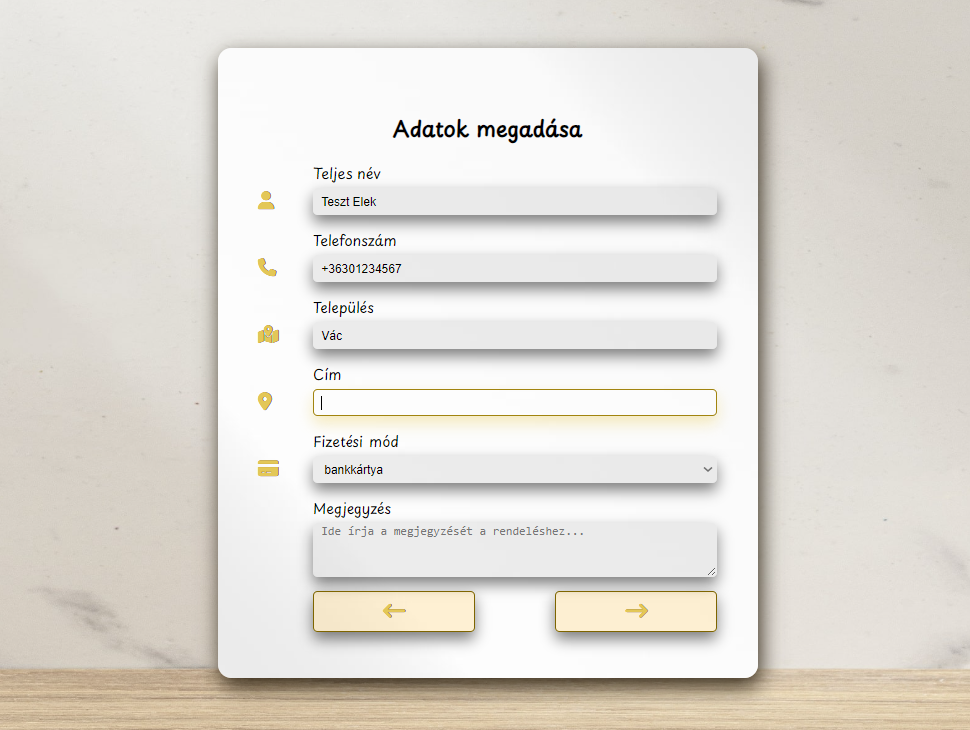 Adatok megadása
Teljes név
Teszt Elek
Telefonszám
+36301234567
Település
Vác
Cím
Fizetési mód
bankkártya
Megjegyzés
Ide írja a megjegyzését a rendeléshez...